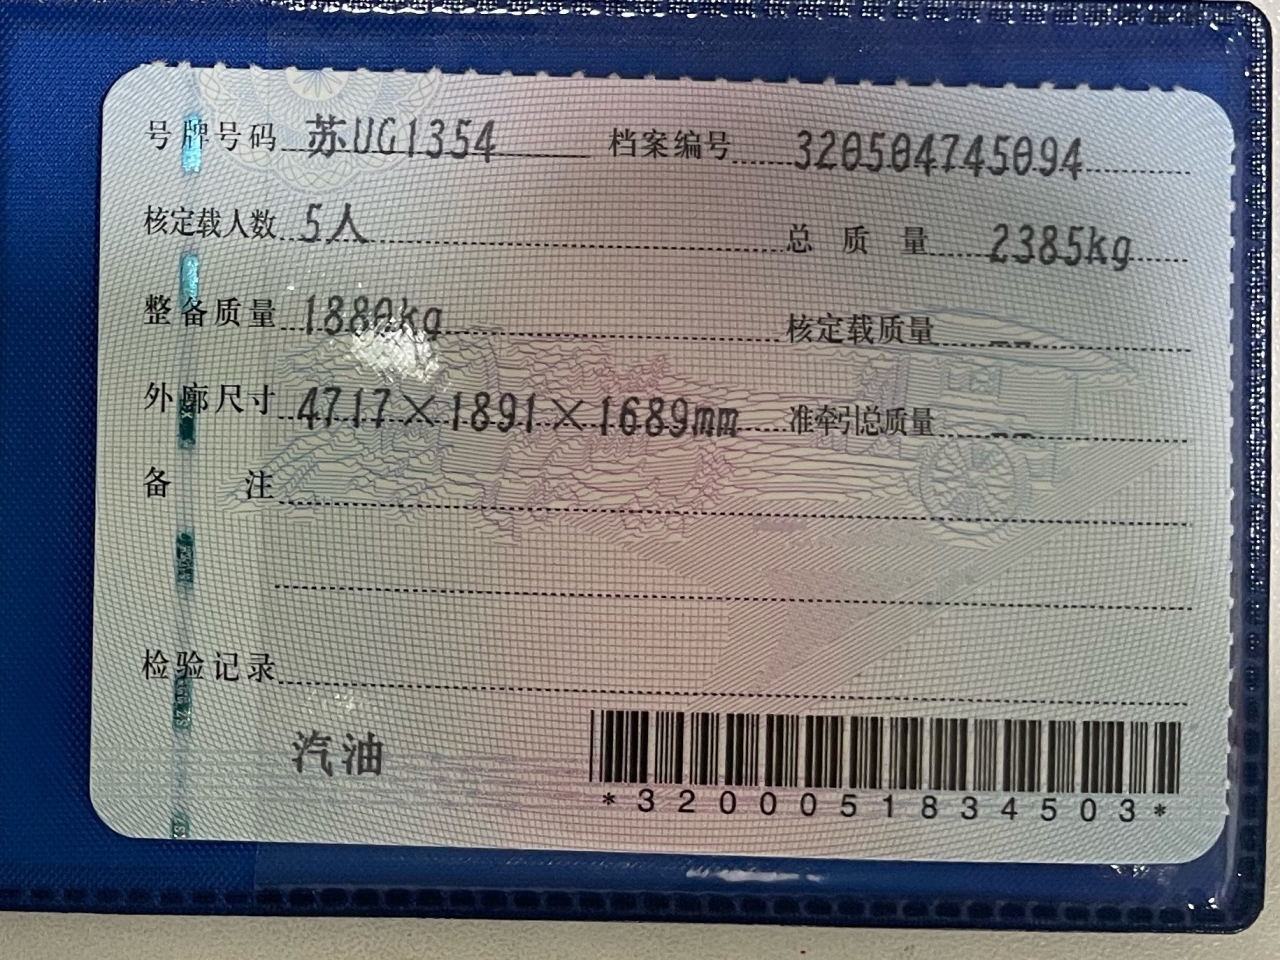 号牌号码 苏UG1354 档案编号 320504745094
核定载人数 5人 总质量 2385kg
整备质量 1880kg 核定载质量 --
外廓尺寸 4717×1891×1689mm 准牵引总质量 --
备注
检验记录
汽油
*3200051834503*